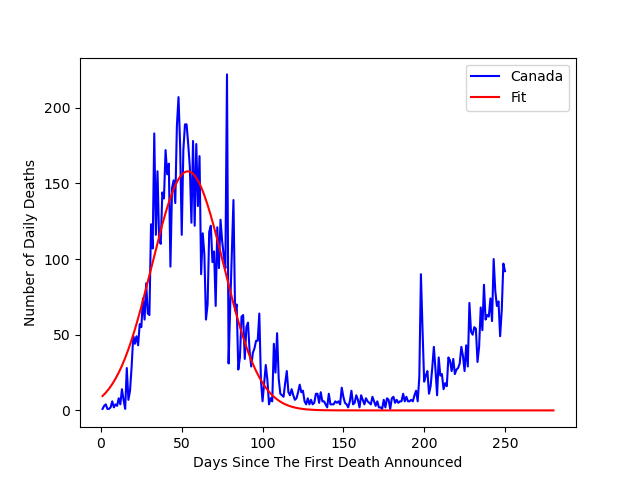 Canada
Fit
Number of Daily Deaths
200
150
100
50
0
0 50 100 150 200 250
Days Since The First Death Announced